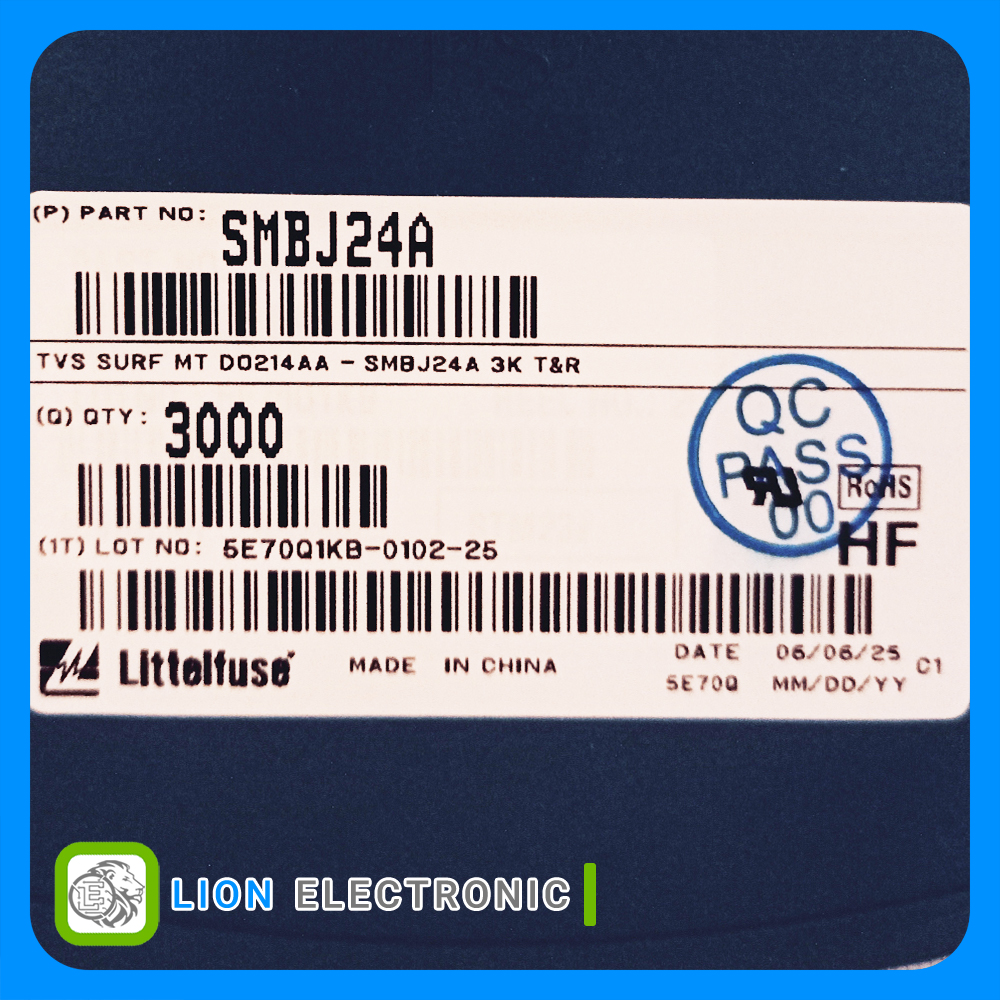 (P) PART NO: SMBJ24A
TVS SURF MT DO214AA - SMBJ24A 3K T&R
(Q) QTY: 3000
QC
PASS
00
RoHS
HF
(1T) LOT NO: 5E70Q1KB-0102-25
Littelfuse
MADE IN CHINA
DATE 06/06/25
5E70Q MM/DD/YY
C1
LE
LION ELECTRONIC